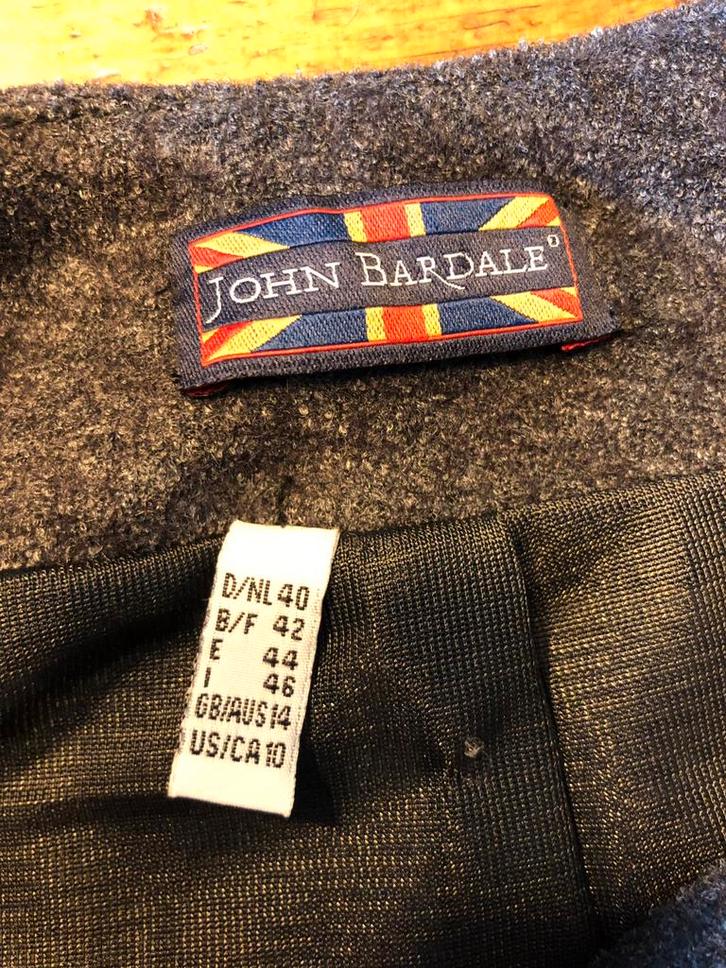 JOHN BARDALE
D/NL 40
B/F 42
E 44
I 46
GB/AUS 14
US/CA 10